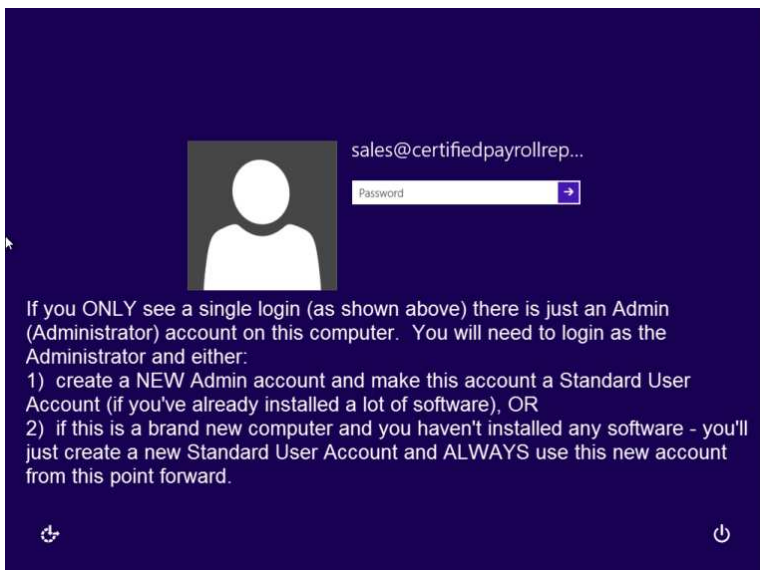 sales@certifiedpayrollrep...
Password
If you ONLY see a single login (as shown above) there is just an Admin
(Administrator) account on this computer.  You will need to login as the
Administrator and either:
1)  create a NEW Admin account and make this account a Standard User
Account (if you've already installed a lot of software), OR
2)  if this is a brand new computer and you haven't installed any software - you'll
just create a new Standard User Account and ALWAYS use this new account
from this point forward.